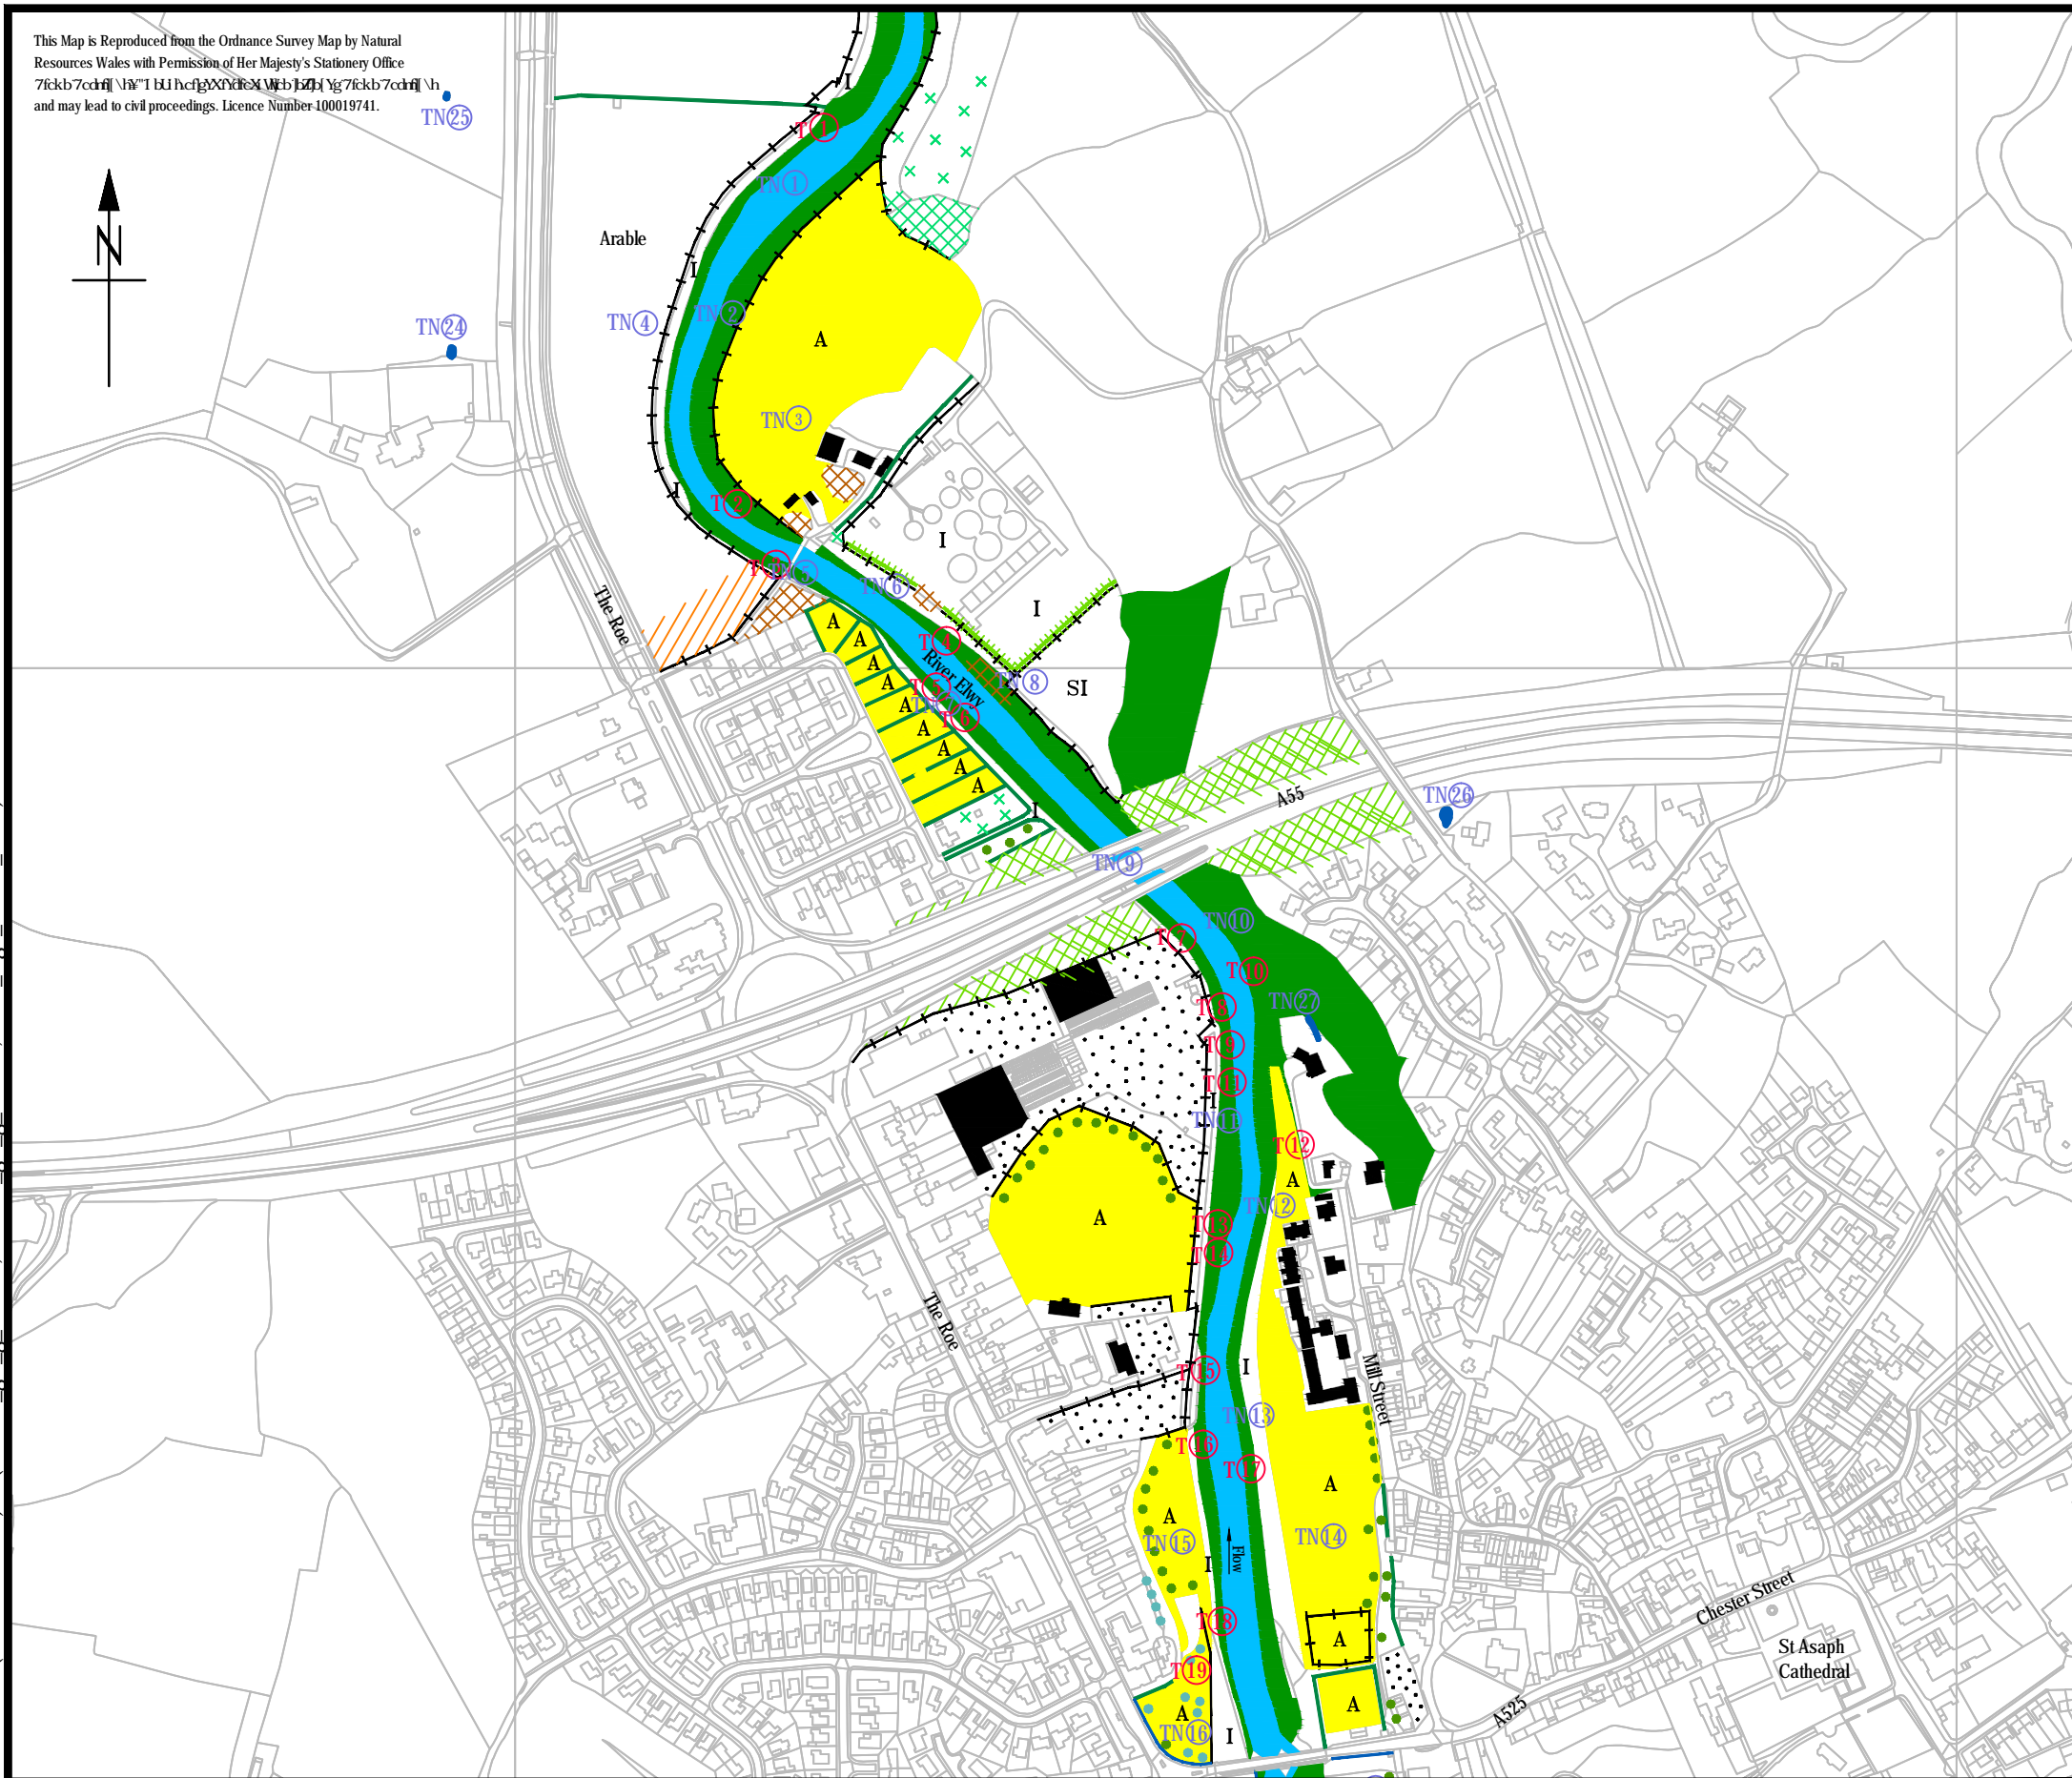 This Map is Reproduced from the Ordnance Survey Map by Natural
Resources Wales with Permission of Her Majesty's Stationery Office
and may lead to civil proceedings. Licence Number 100019741.
TN25
I
T1
TN1
N
Arable
I
TN24
TN4
TN2
A
TN3
I
T2
I
TN5
TN6
The Roe
I
A
A
T4
A
River Elwy
TN8
SI
A
T5
A
T6
A
A
A
A
I
A55
TN26
TN9
TN10
T7
T10
T8
TN27
T9
T11
I
TN11
T12
A
TN12
A
T13
T14
The Roe
I
T15
Mill Street
TN13
T16
T17
A
A
TN15
TN14
I
Flow
Chester Street
T18
A
St Asaph
Cathedral
T19
A
A
A525
TN16
I